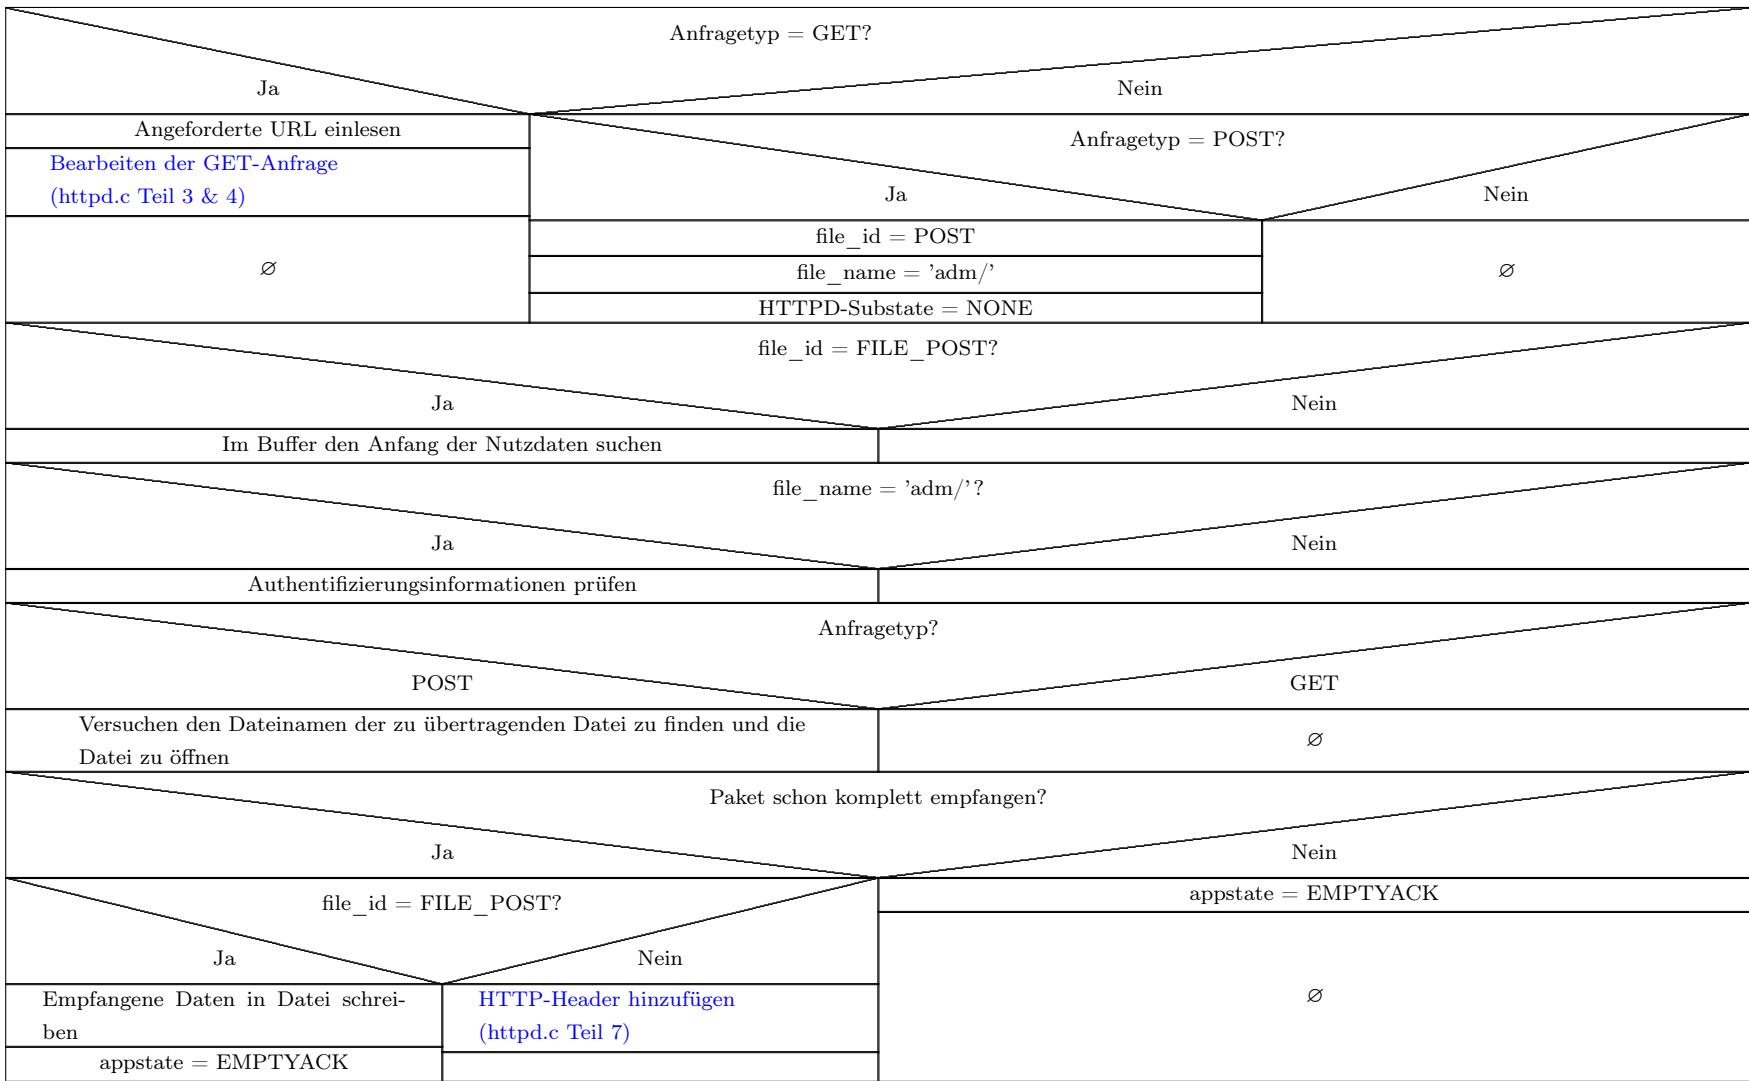 Anfragetyp = GET?
Ja
Nein
Angeforderte URL einlesen
Bearbeiten der GET-Anfrage
(httpd.c Teil 3 & 4)
∅
Anfragetyp = POST?
Ja
Nein
file_id = POST
file_name = 'adm/'
HTTPD-Substate = NONE
∅
file_id = FILE_POST?
Ja
Nein
Im Buffer den Anfang der Nutzdaten suchen
file_name = 'adm/'?
Ja
Nein
Authentifizierungsinformationen prüfen
Anfragetyp?
POST
GET
Versuchen den Dateinamen der zu übertragenden Datei zu finden und die
Datei zu öffnen
∅
Paket schon komplett empfangen?
Ja
Nein
file_id = FILE_POST?
Ja
Nein
Empfangene Daten in Datei schrei-
ben
appstate = EMPTYACK
HTTP-Header hinzufügen
(httpd.c Teil 7)
appstate = EMPTYACK
∅